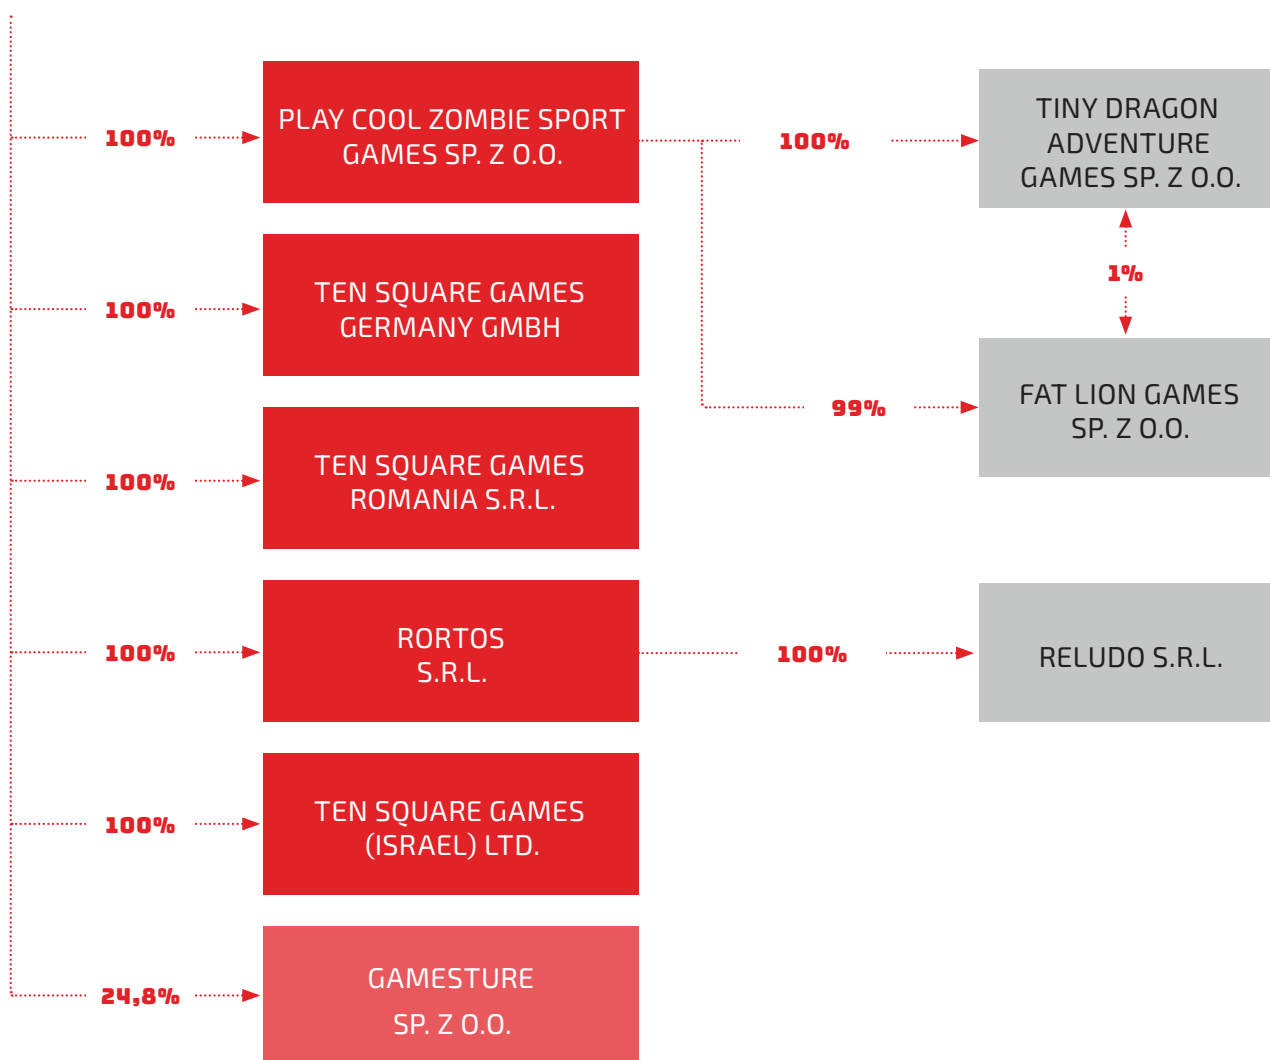 100%
PLAY COOL ZOMBIE SPORT
GAMES SP. Z O.O.
100%
TINY DRAGON
ADVENTURE
GAMES SP. Z O.O.
1%
100%
TEN SQUARE GAMES
GERMANY GMBH
99%
FAT LION GAMES
SP. Z O.O.
100%
TEN SQUARE GAMES
ROMANIA S.R.L.
100%
RORTOS
S.R.L.
100%
RELUDO S.R.L.
100%
TEN SQUARE GAMES
(ISRAEL) LTD.
24,8%
GAMESTURE
SP. Z O.O.